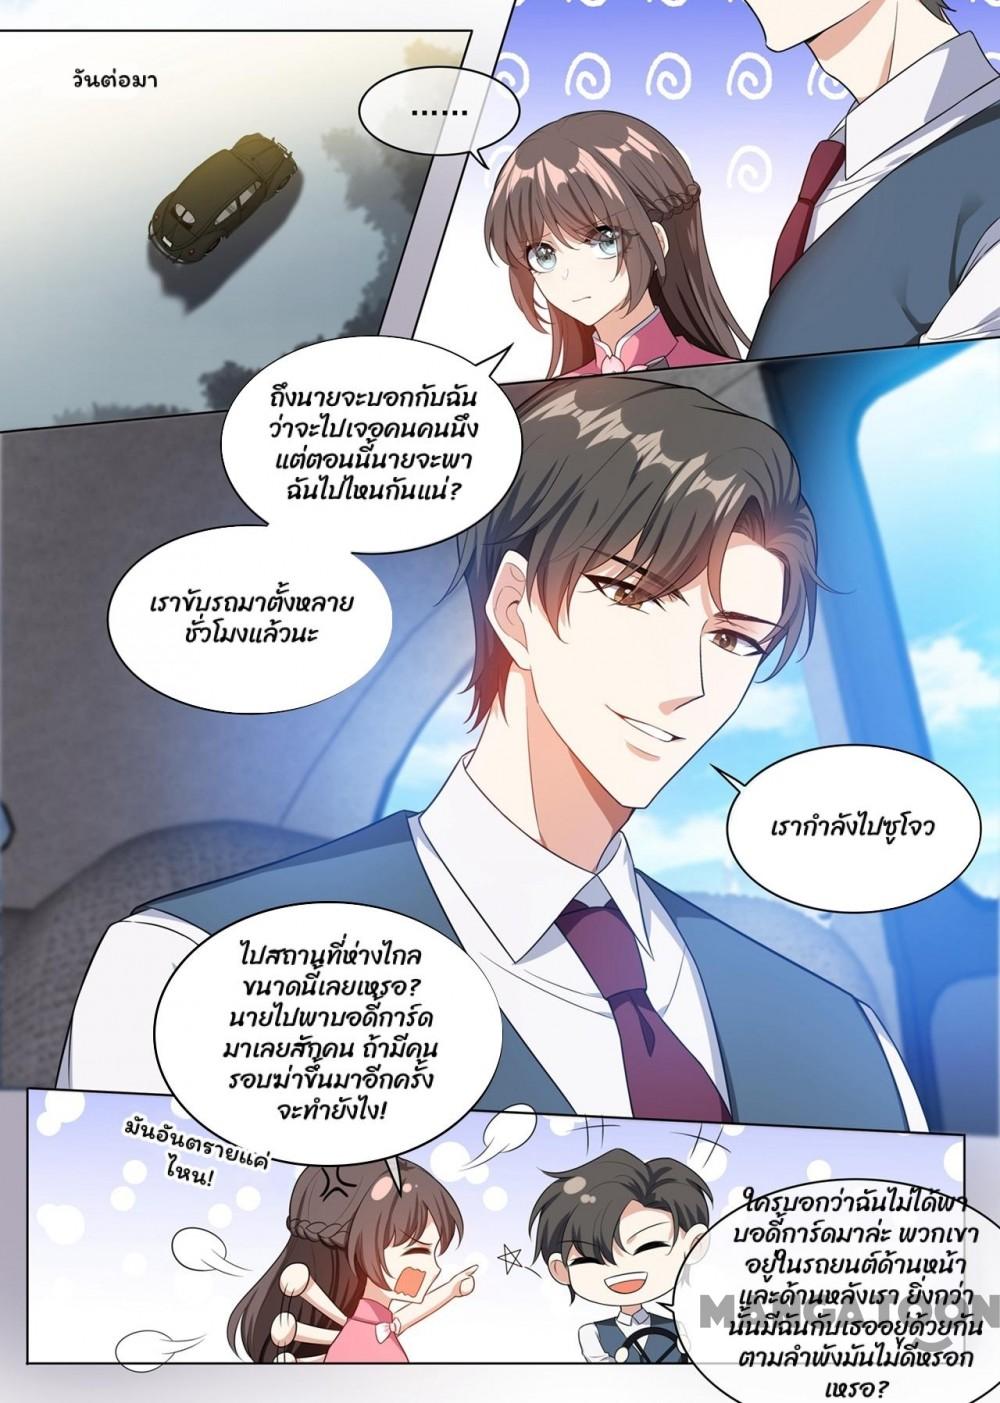 วันต่อมา
......
ถึงนายจะบอกกับฉัน
ว่าจะไปเจอคนคนนึง
แต่ตอนนี้นายจะพา
ฉันไปไหนกันแน่?
เราขับรถมาตั้งหลาย
ชั่วโมงแล้วนะ
เรากำลังไปซูโจว
ไปสถานที่ห่างไกล
ขนาดนี้เลยเหรอ?
นายไปพาบอดี้การ์ด
มาเลยสักคน ถ้ามีคน
รอบฆ่าขึ้นมาอีกครั้ง
จะทำยังไง!
มันอันตรายแค่
ไหน!
ใครบอกว่าฉันไม่ได้พา
บอดี้การ์ดมาล่ะ พวกเขา
อยู่ในรถยนต์ด้านหน้า
และด้านหลังเรา ยิ่งกว่า
นั้นมีฉันกับเธออยู่ด้วยกัน
ตามลำพังมันไม่ดีหรอก
เหรอ?
MANGATOON